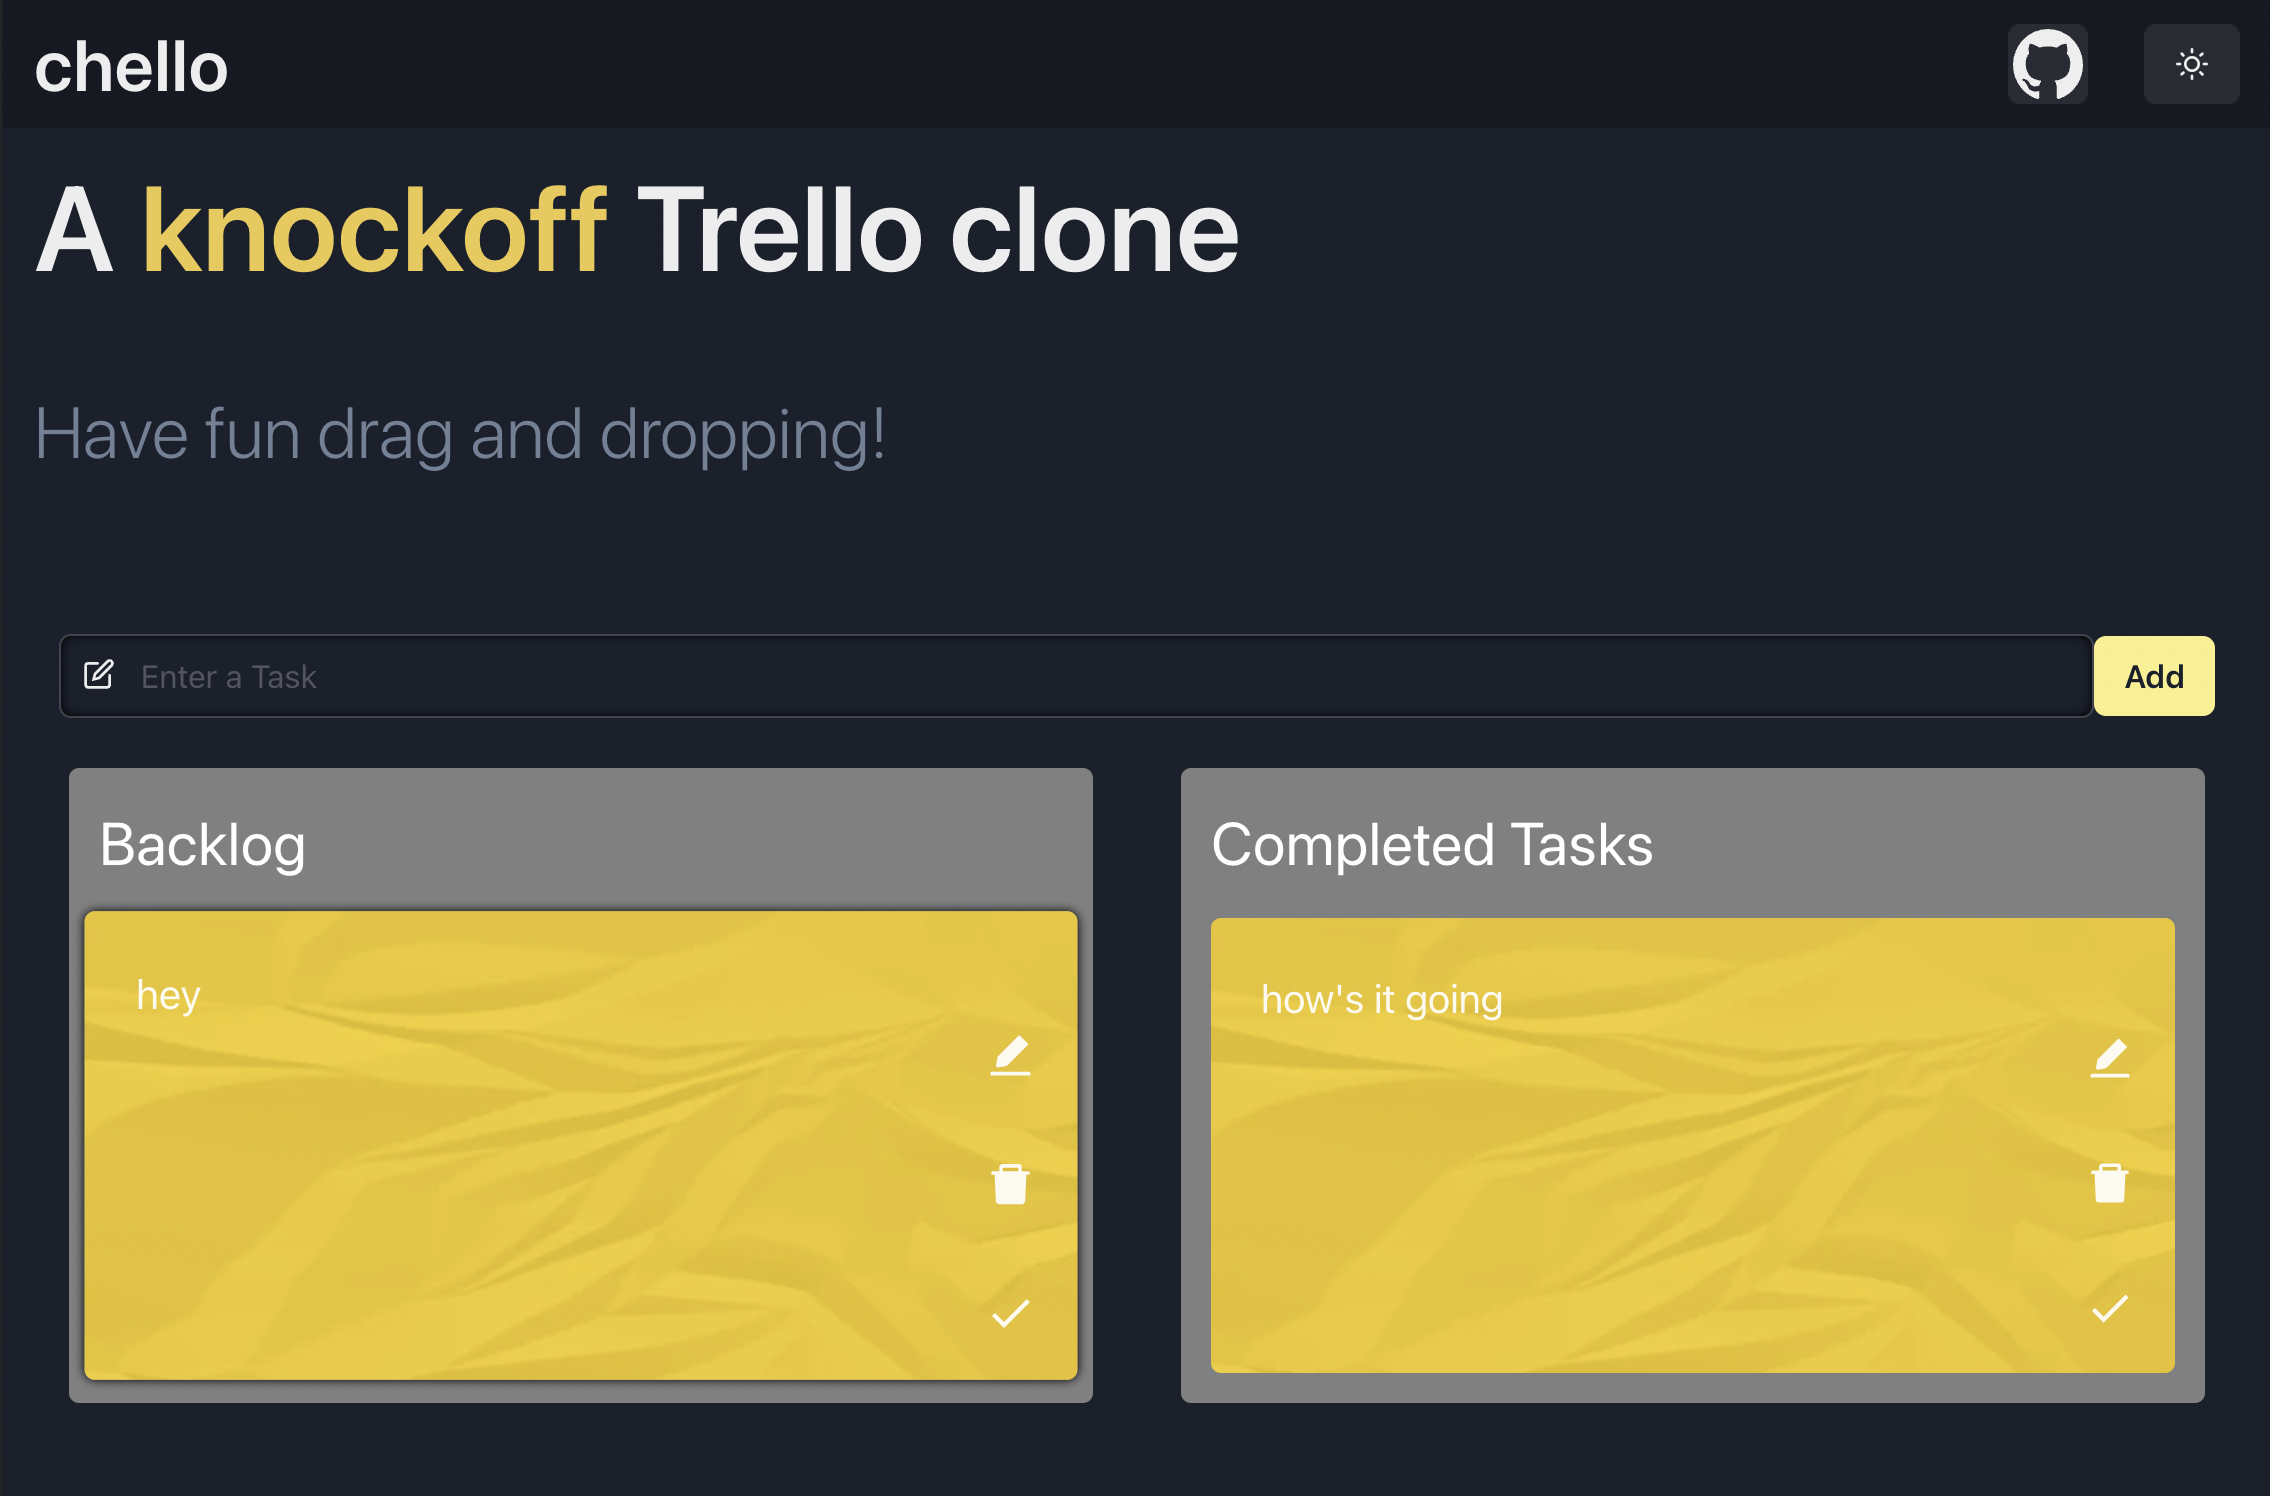 chello
A knockoff Trello clone
Have fun drag and dropping!
Enter a Task
Add
Backlog
Completed Tasks
hey
how's it going